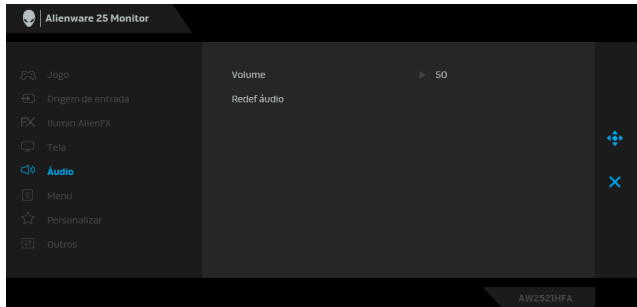 Alienware 25 Monitor
Jogo
Origem de entrada
FX Ilumin AlienFX
Tela
Áudio
Menu
Personalizar
Outros
Volume 50
Redef áudio
AW2521HFA